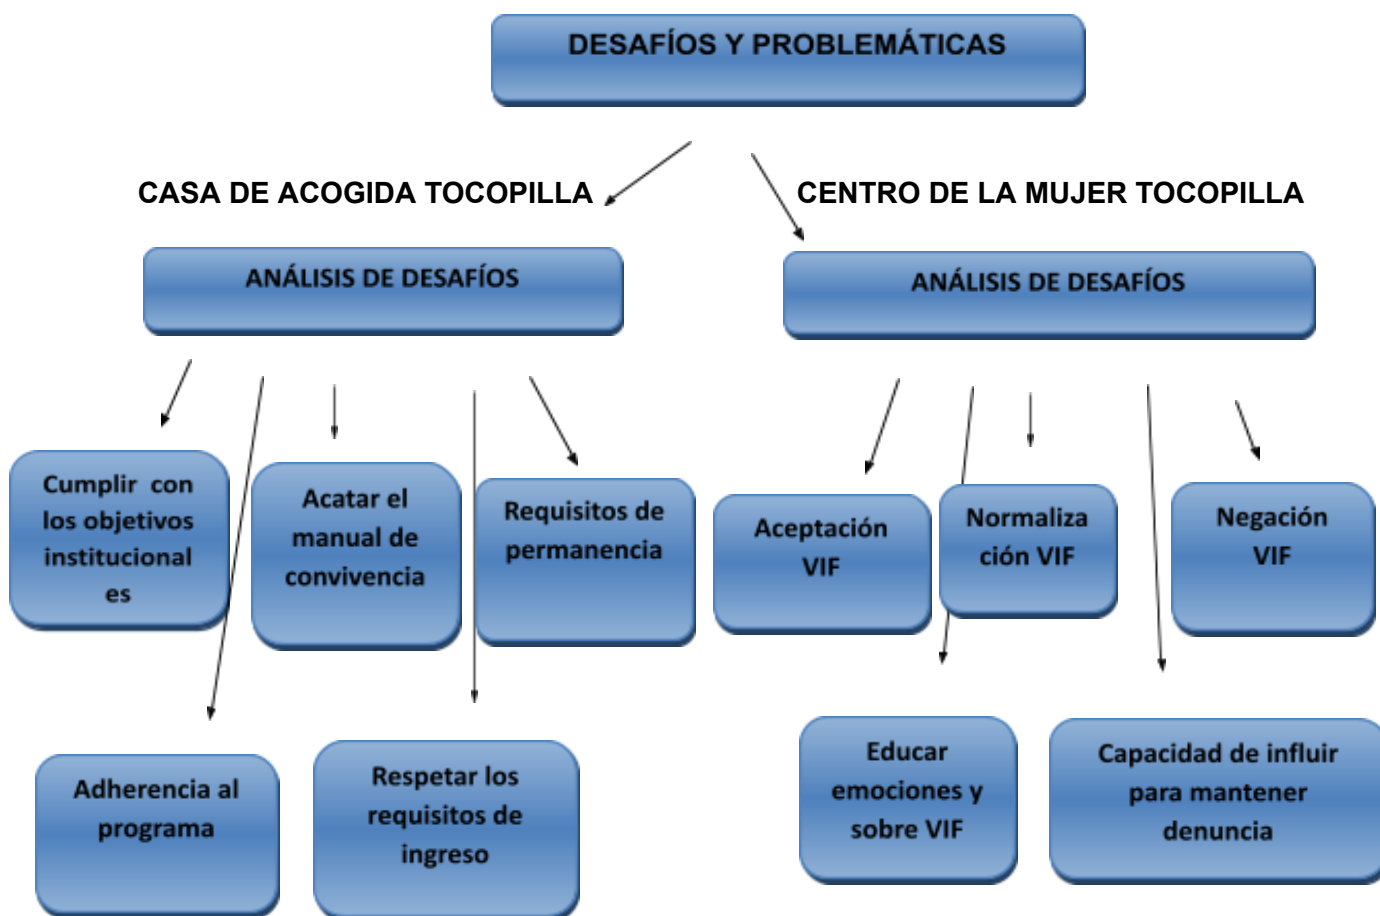 DESAFÍOS Y PROBLEMÁTICAS
CASA DE ACOGIDA TOCOPILLA
CENTRO DE LA MUJER TOCOPILLA
ANÁLISIS DE DESAFÍOS
ANÁLISIS DE DESAFÍOS
Cumplir con
los objetivos
institucional
es
Acatar el
manual de
convivencia
Requisitos de
permanencia
Aceptación
VIF
Normaliza
ción VIF
Negación
VIF
Adherencia al
programa
Respetar los
requisitos de
ingreso
Educar
emociones y
sobre VIF
Capacidad de influir
para mantener
denuncia